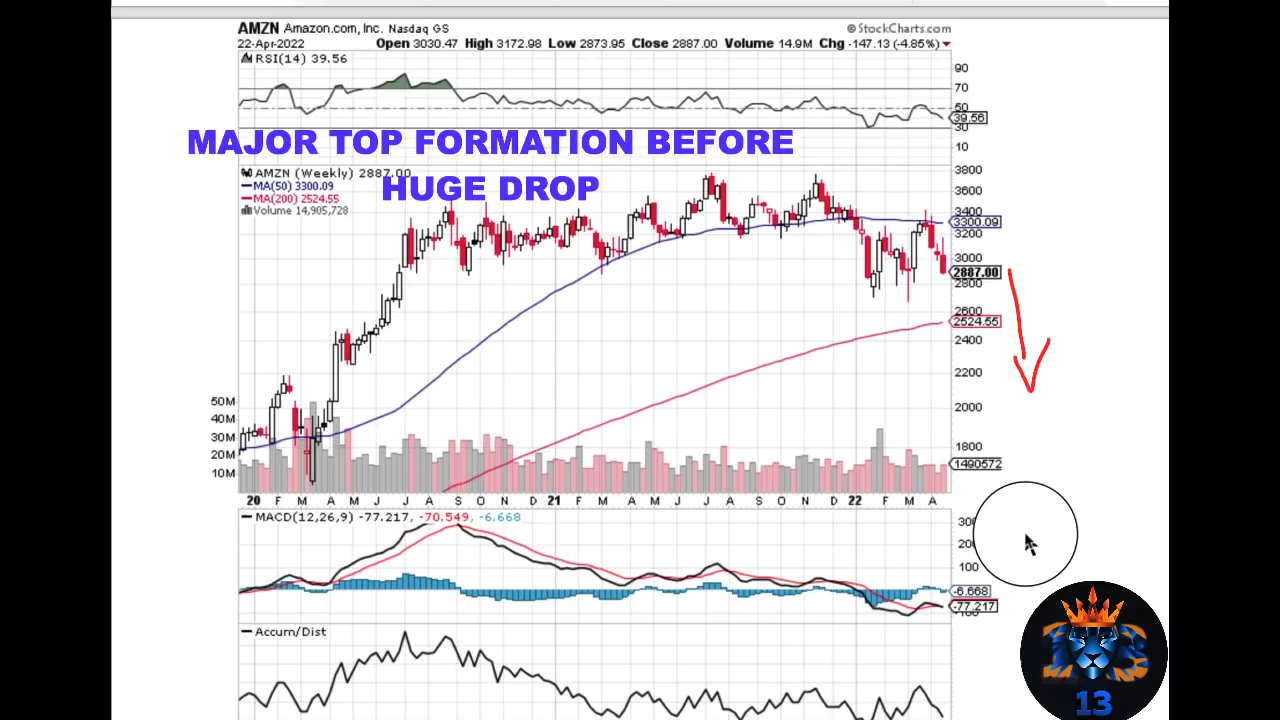 AMZN Amazon.com, Inc. Nasdaq GS
© StockCharts.com
22-Apr-2022 Open 3030.47 High 3172.98 Low 2873.95 Close 2887.00 Volume 14.9M Chg -147.13 (-4.85%)
RSI(14) 39.56
90
70
50
39.56
30
10
MAJOR TOP FORMATION BEFORE
HUGE DROP
AMZN (Weekly) 2887.00
MA(50) 3300.09
MA(200) 2524.55
Volume 14,905,728
3800
3600
3400
3300.09
3200
3000
2887.00
2800
2600
2524.55
2400
2200
2000
1800
1490572
50M
40M
30M
20M
10M
20 F M A M J J A S O N D 21 F M A M J J A S O N D 22 F M A
MACD(12,26,9) -77.217, -70.549, -6.668
100
-6.668
-77.217
Accum/Dist
13